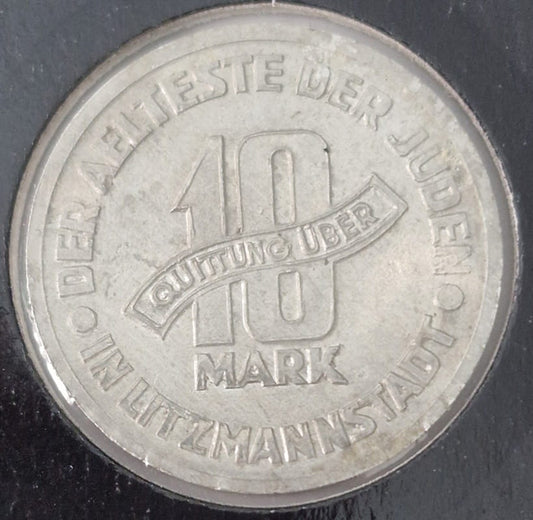 DER AELTESTE DER JUDEN
10
QUITTUNG ÜBER
MARK
IN LITZMANNSTADT